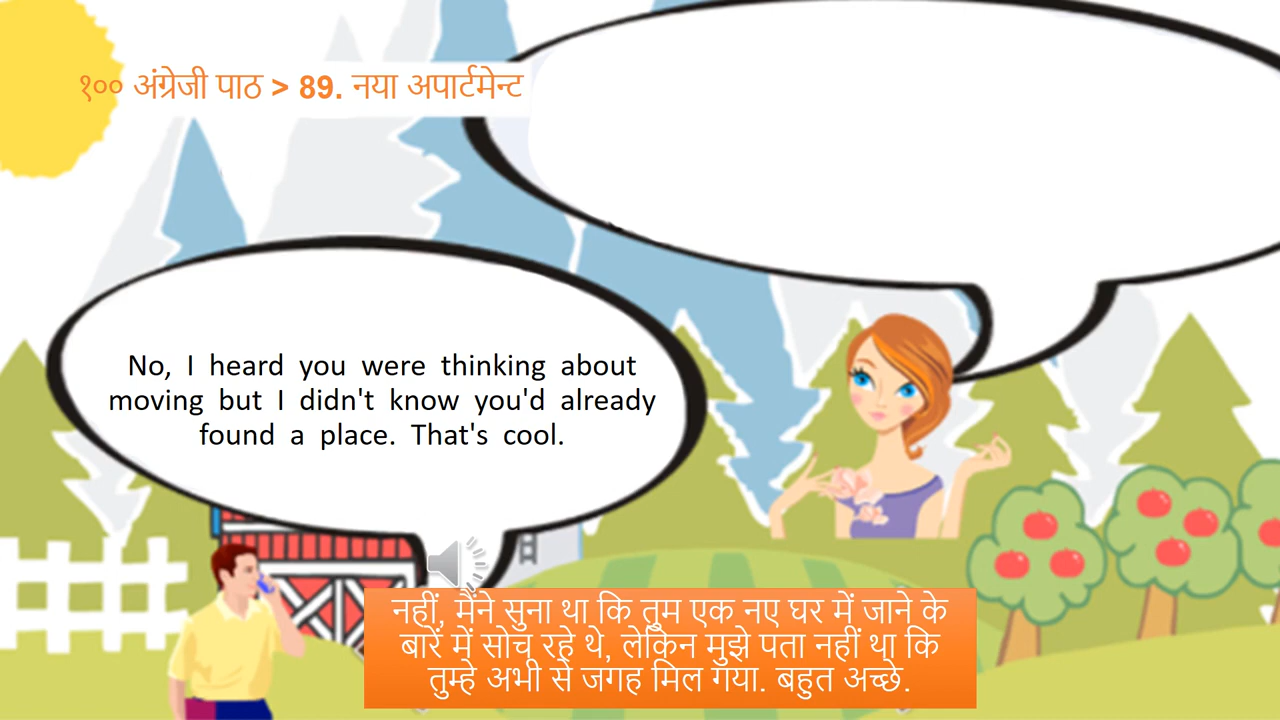 १०० अंग्रेजी पाठ > 89. नया अपार्टमेन्ट
No, I heard you were thinking about
moving but I didn't know you'd already
found a place. That's cool.
नहीं, मैंने सुना था कि तुम एक नए घर में जाने के
बारें में सोच रहे थे, लेकिन मुझे पता नहीं था कि
तुम्हे अभी से जगह मिल गया. बहुत अच्छे.